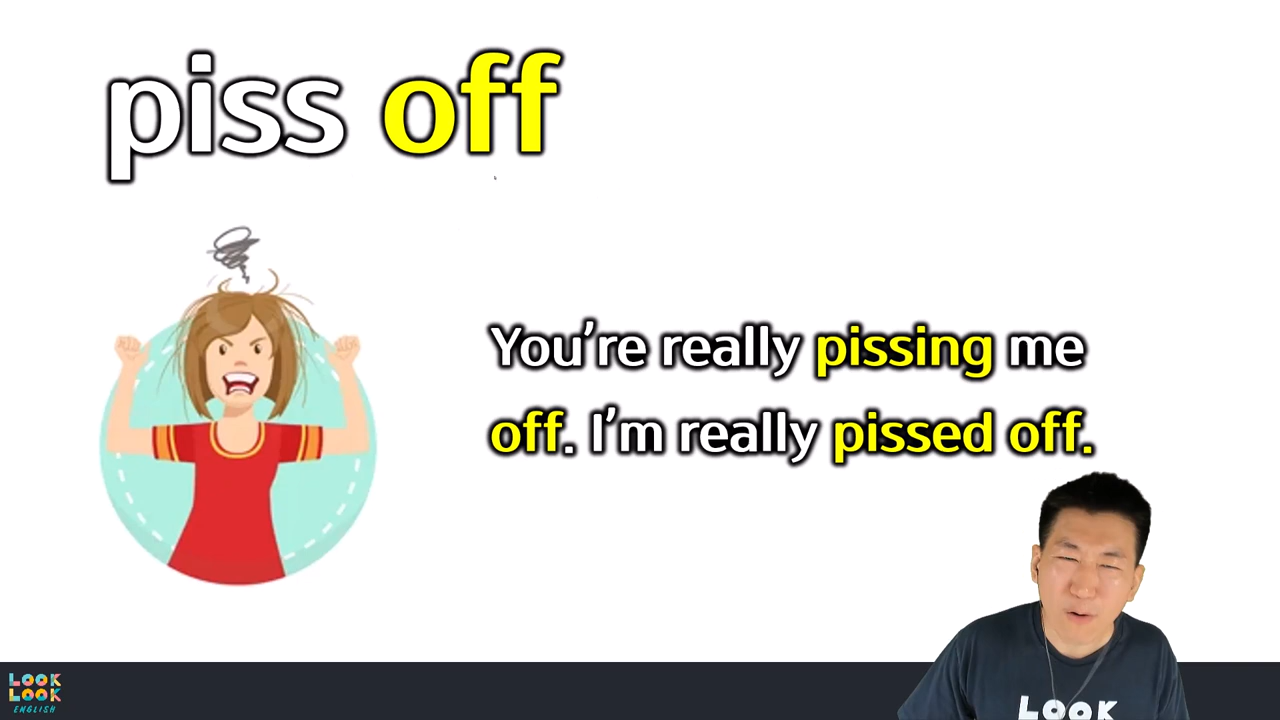 piss off
You're really pissing me
off. I'm really pissed off.
LOOK
LOOK
ENGLISH
LOOK